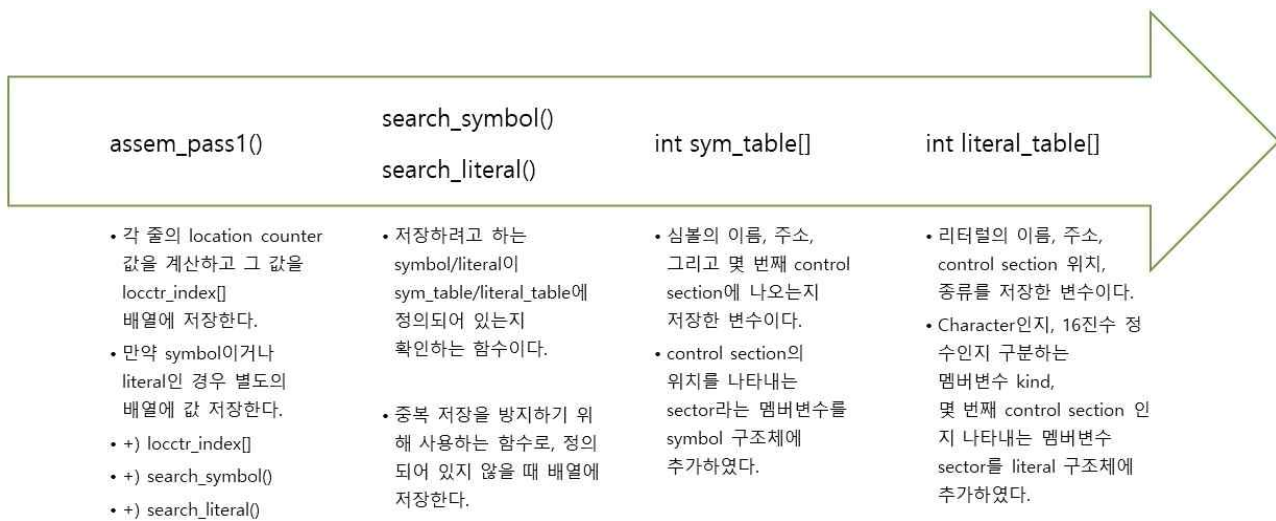 assem_pass1()
search_symbol()
search_literal()
int sym_table[]
int literal_table[]
• 각 줄의 location counter
값을 계산하고 그 값을
locctr_index[]
배열에 저장한다.
• 만약 symbol이거나
literal인 경우 별도의
배열에 값 저장한다.
• +) locctr_index[]
• +) search_symbol()
• +) search_literal()
• 저장하려고 하는
symbol/literal이
sym_table/literal_table에
정의되어 있는지
확인하는 함수이다.
• 중복 저장을 방지하기 위
해 사용하는 함수로, 정의
되어 있지 않을 때 배열에
저장한다.
• 심볼의 이름, 주소,
그리고 몇 번째 control
section에 나오는지
저장한 변수이다.
• control section의
위치를 나타내는
sector라는 멤버변수를
symbol 구조체에
추가하였다.
• 리터럴의 이름, 주소,
control section 위치,
종류를 저장한 변수이다.
• Character인지, 16진수 정
수인지 구분하는
멤버변수 kind,
몇 번째 control section 인
지 나타내는 멤버변수
sector를 literal 구조체에
추가하였다.